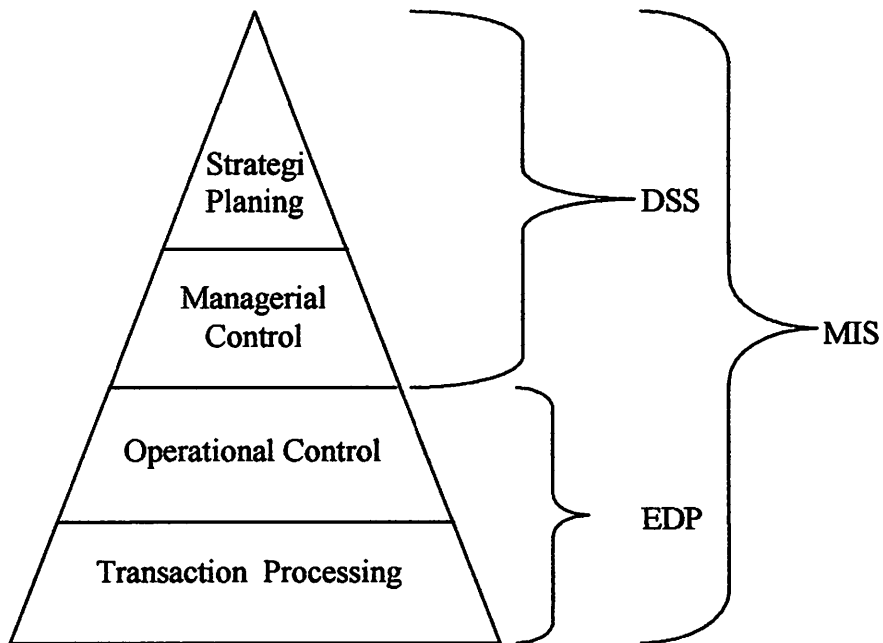 Strategi
Planing
DSS
Managerial
Control
MIS
Operational Control
EDP
Transaction Processing